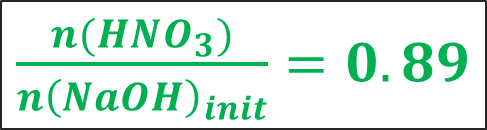 n(HNO₃)
n(NaOH)init = 0.89